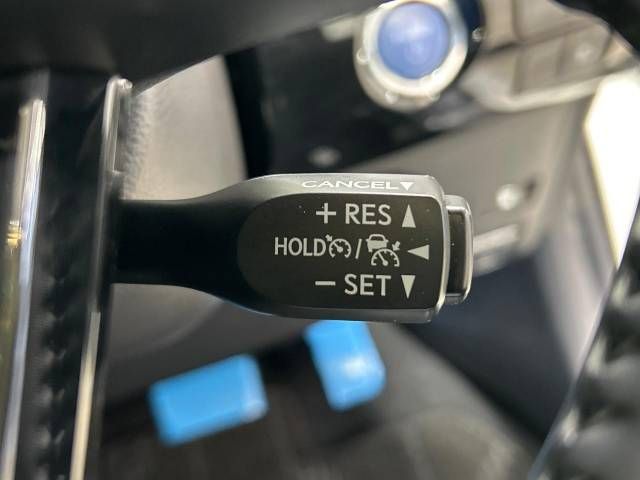 CANCEL▼
+ RES ▲
HOLD / ◀
− SET ▼